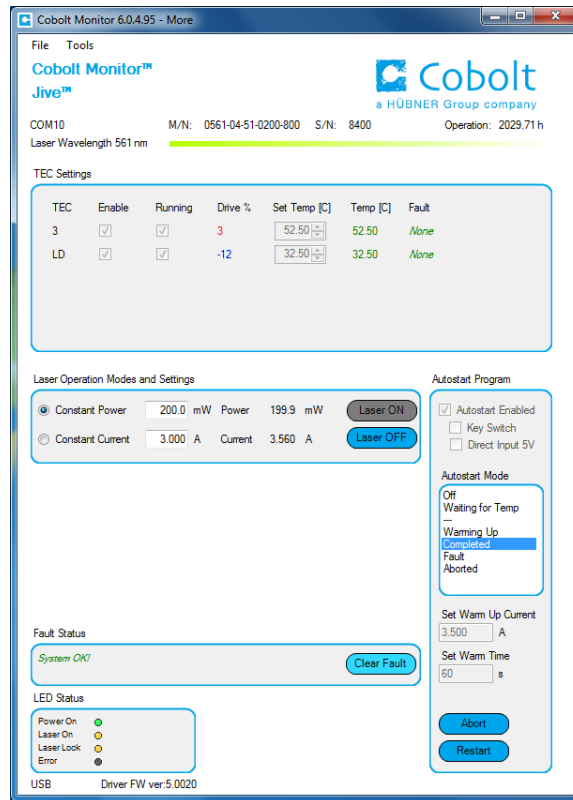 Cobolt Monitor 6.0.4.95 - More
File Tools
Cobolt Monitor™
Jive™
Cobolt
a HÜBNER Group company
COM10 M/N: 0561-04-51-0200-800 S/N: 8400 Operation: 2029.71 h
Laser Wavelength 561 nm
TEC Settings
TEC Enable Running Drive % Set Temp [C] Temp [C] Fault
3 3 52.50 52.50 None
LD -12 32.50 32.50 None
Laser Operation Modes and Settings
Constant Power 200.0 mW Power 199.9 mW Laser ON
Constant Current 3.000 A Current 3.560 A Laser OFF
Autostart Program
Autostart Enabled
Key Switch
Direct Input 5V
Autostart Mode
Off
Waiting for Temp
---
Warming Up
Completed
Fault
Aborted
Set Warm Up Current
3.500 A
Set Warm Time
60 s
Abort
Restart
Fault Status
System OK!
Clear Fault
LED Status
Power On
Laser On
Laser Lock
Error
USB Driver FW ver:5.0020